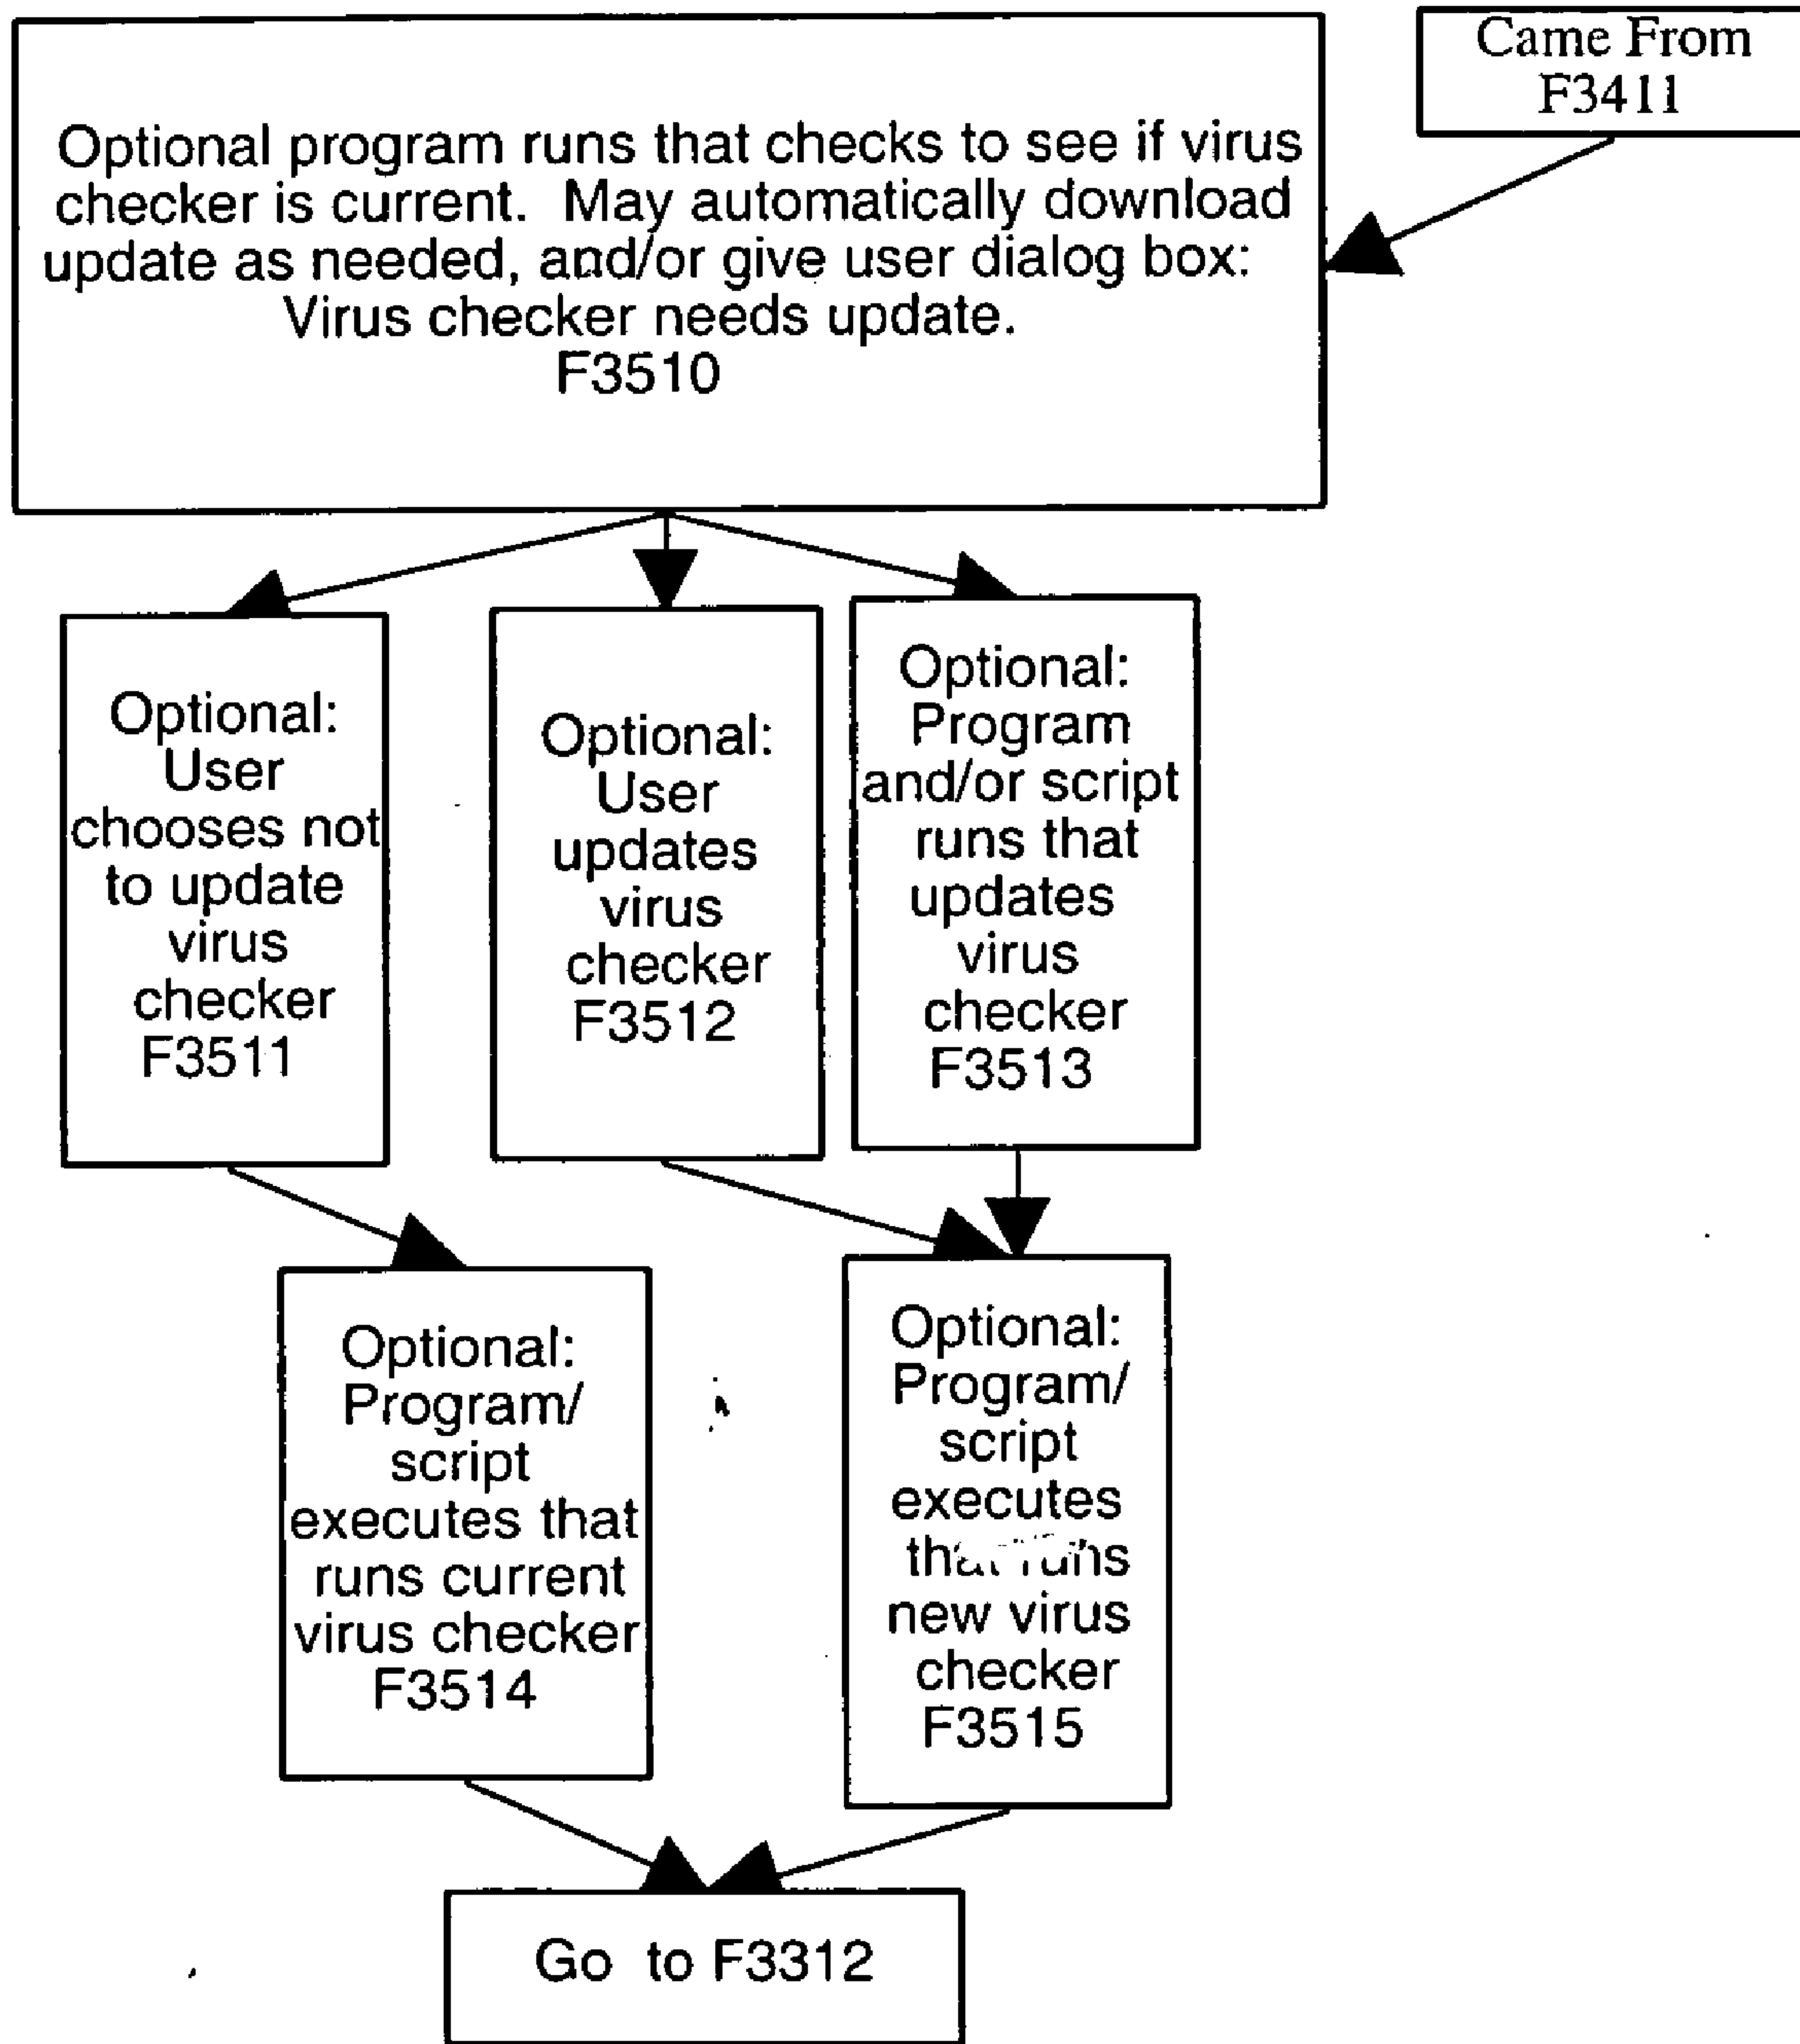 Came From
F3411
Optional program runs that checks to see if virus
checker is current. May automatically download
update as needed, and/or give user dialog box:
Virus checker needs update.
F3510
Optional:
User
chooses not
to update
virus
checker
F3511
Optional:
User
updates
virus
checker
F3512
Optional:
Program
and/or script
runs that
updates
virus
checker
F3513
Optional:
Program/
script
executes that
runs current
virus checker
F3514
Optional:
Program/
script
executes
that runs
new virus
checker
F3515
Go to F3312